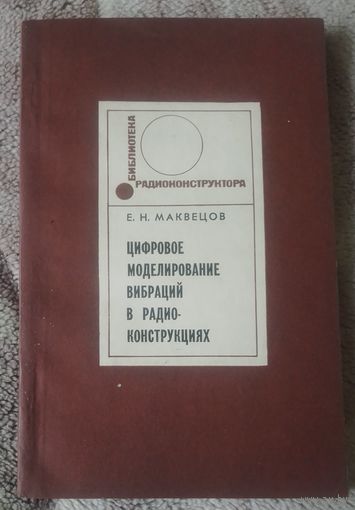 БИБЛИОТЕКА
РАДИОКОНСТРУКТОРА
Е. Н. МАКВЕЦОВ
ЦИФРОВОЕ
МОДЕЛИРОВАНИЕ
ВИБРАЦИЙ
В РАДИО-
КОНСТРУКЦИЯХ